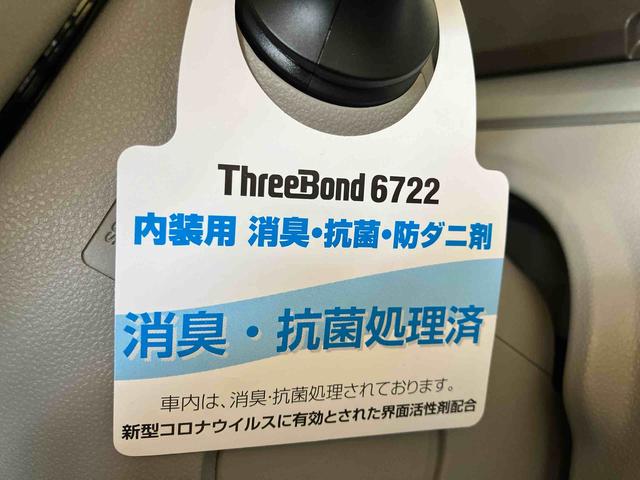 ThreeBond 6722
内装用 消臭・抗菌・防ダニ剤
消臭・抗菌処理済
車内は、消臭・抗菌処理されております。
新型コロナウイルスに有効とされた界面活性剤配合